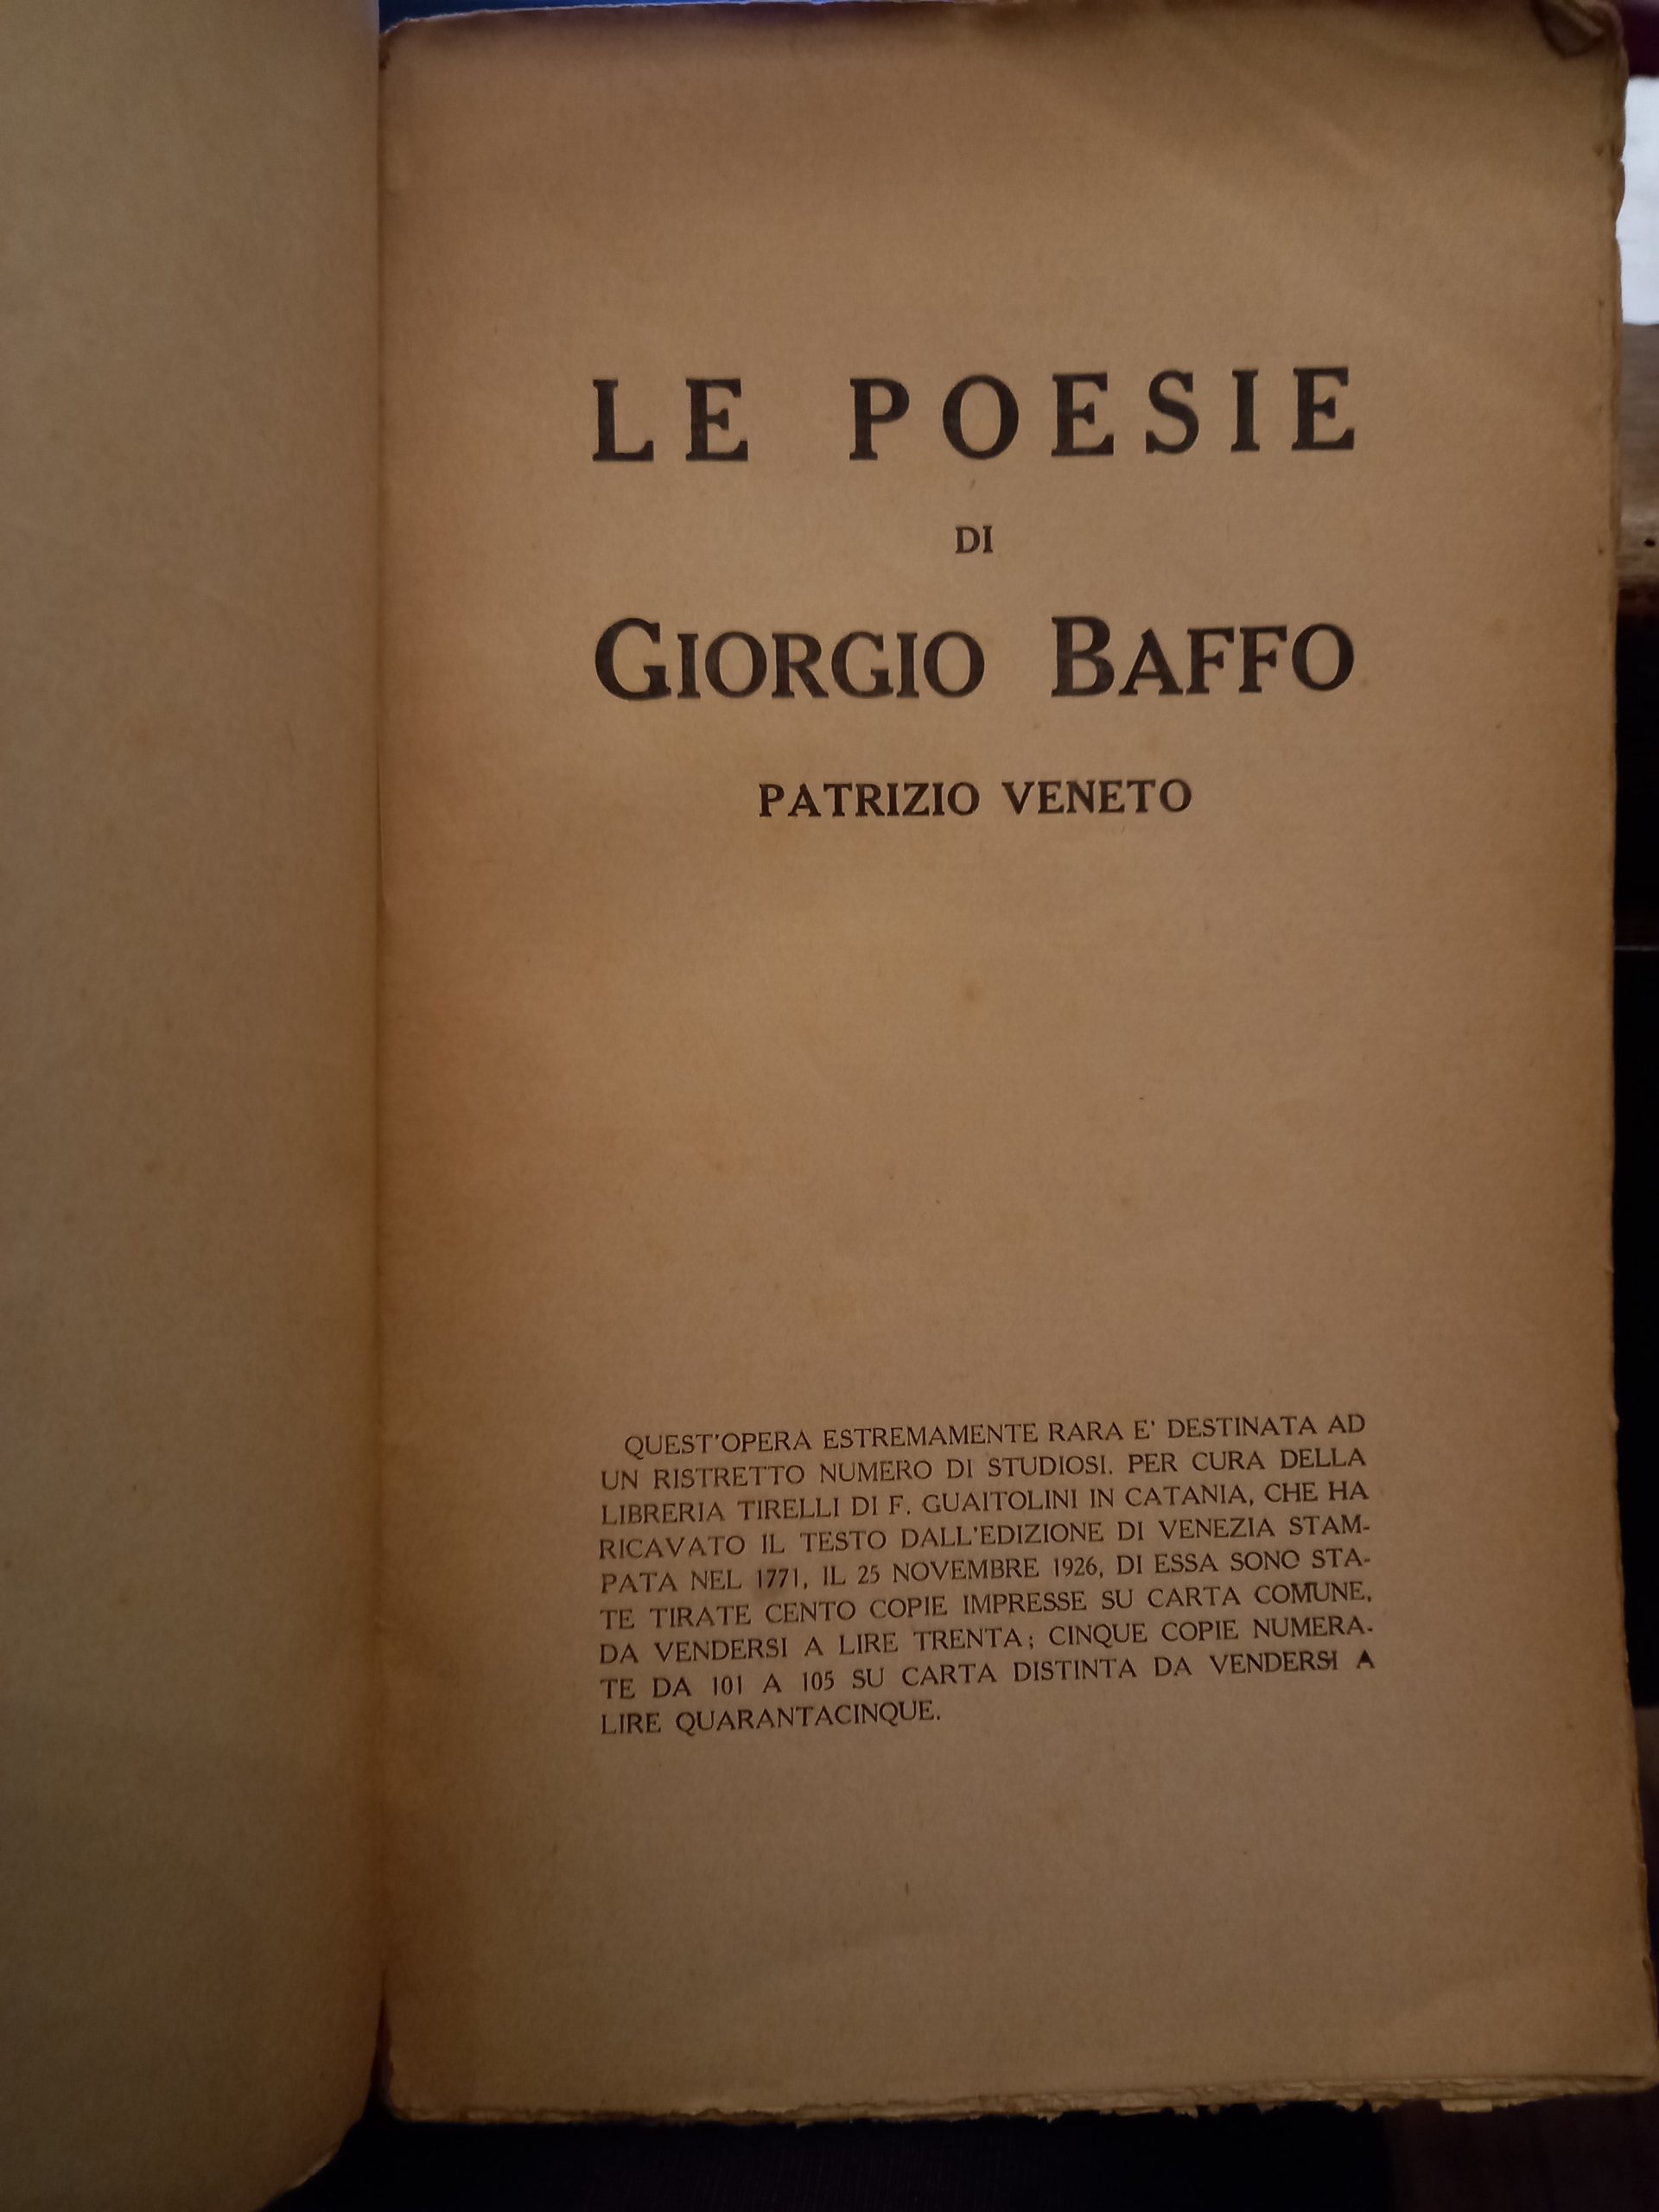 LE POESIE
DI
GIORGIO BAFFO
PATRIZIO VENETO
QUEST'OPERA ESTREMAMENTE RARA E' DESTINATA AD
UN RISTRETTO NUMERO DI STUDIOSI. PER CURA DELLA
LIBRERIA TIRELLI DI F. GUAITOLINI IN CATANIA, CHE HA
RICAVATO IL TESTO DALL'EDIZIONE DI VENEZIA STAM-
PATA NEL 1771, IL 25 NOVEMBRE 1926, DI ESSA SONO STA-
TE TIRATE CENTO COPIE IMPRESSE SU CARTA COMUNE,
DA VENDERSI A LIRE TRENTA; CINQUE COPIE NUMERA-
TE DA 101 A 105 SU CARTA DISTINTA DA VENDERSI A
LIRE QUARANTACINQUE.